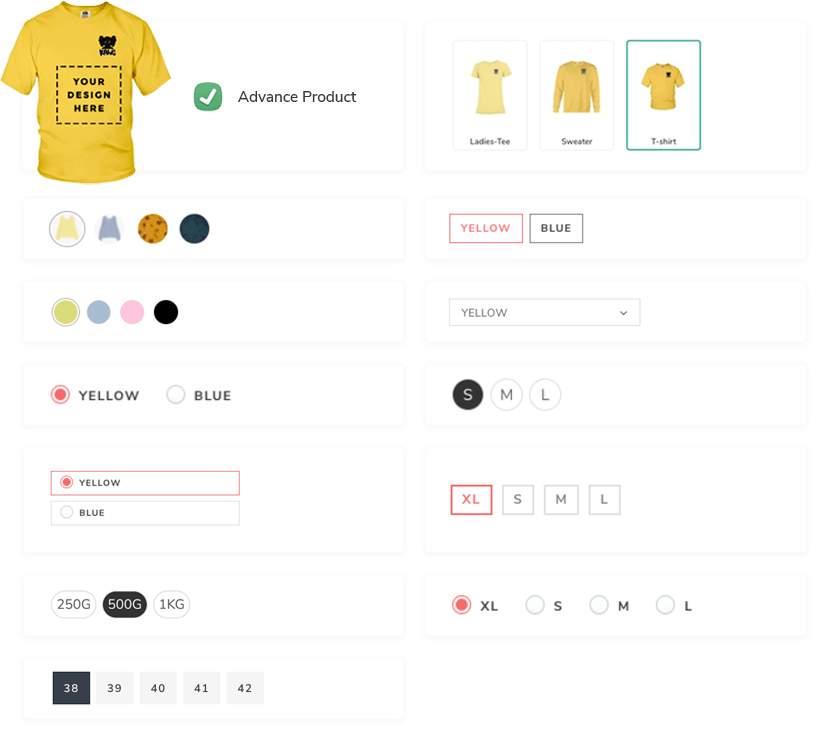 YOUR
DESIGN
HERE
Advance Product
Ladies-Tee
Sweater
T-shirt
YELLOW
BLUE
YELLOW
YELLOW
BLUE
S
M
L
YELLOW
BLUE
XL
S
M
L
250G
500G
1KG
XL
S
M
L
38
39
40
41
42